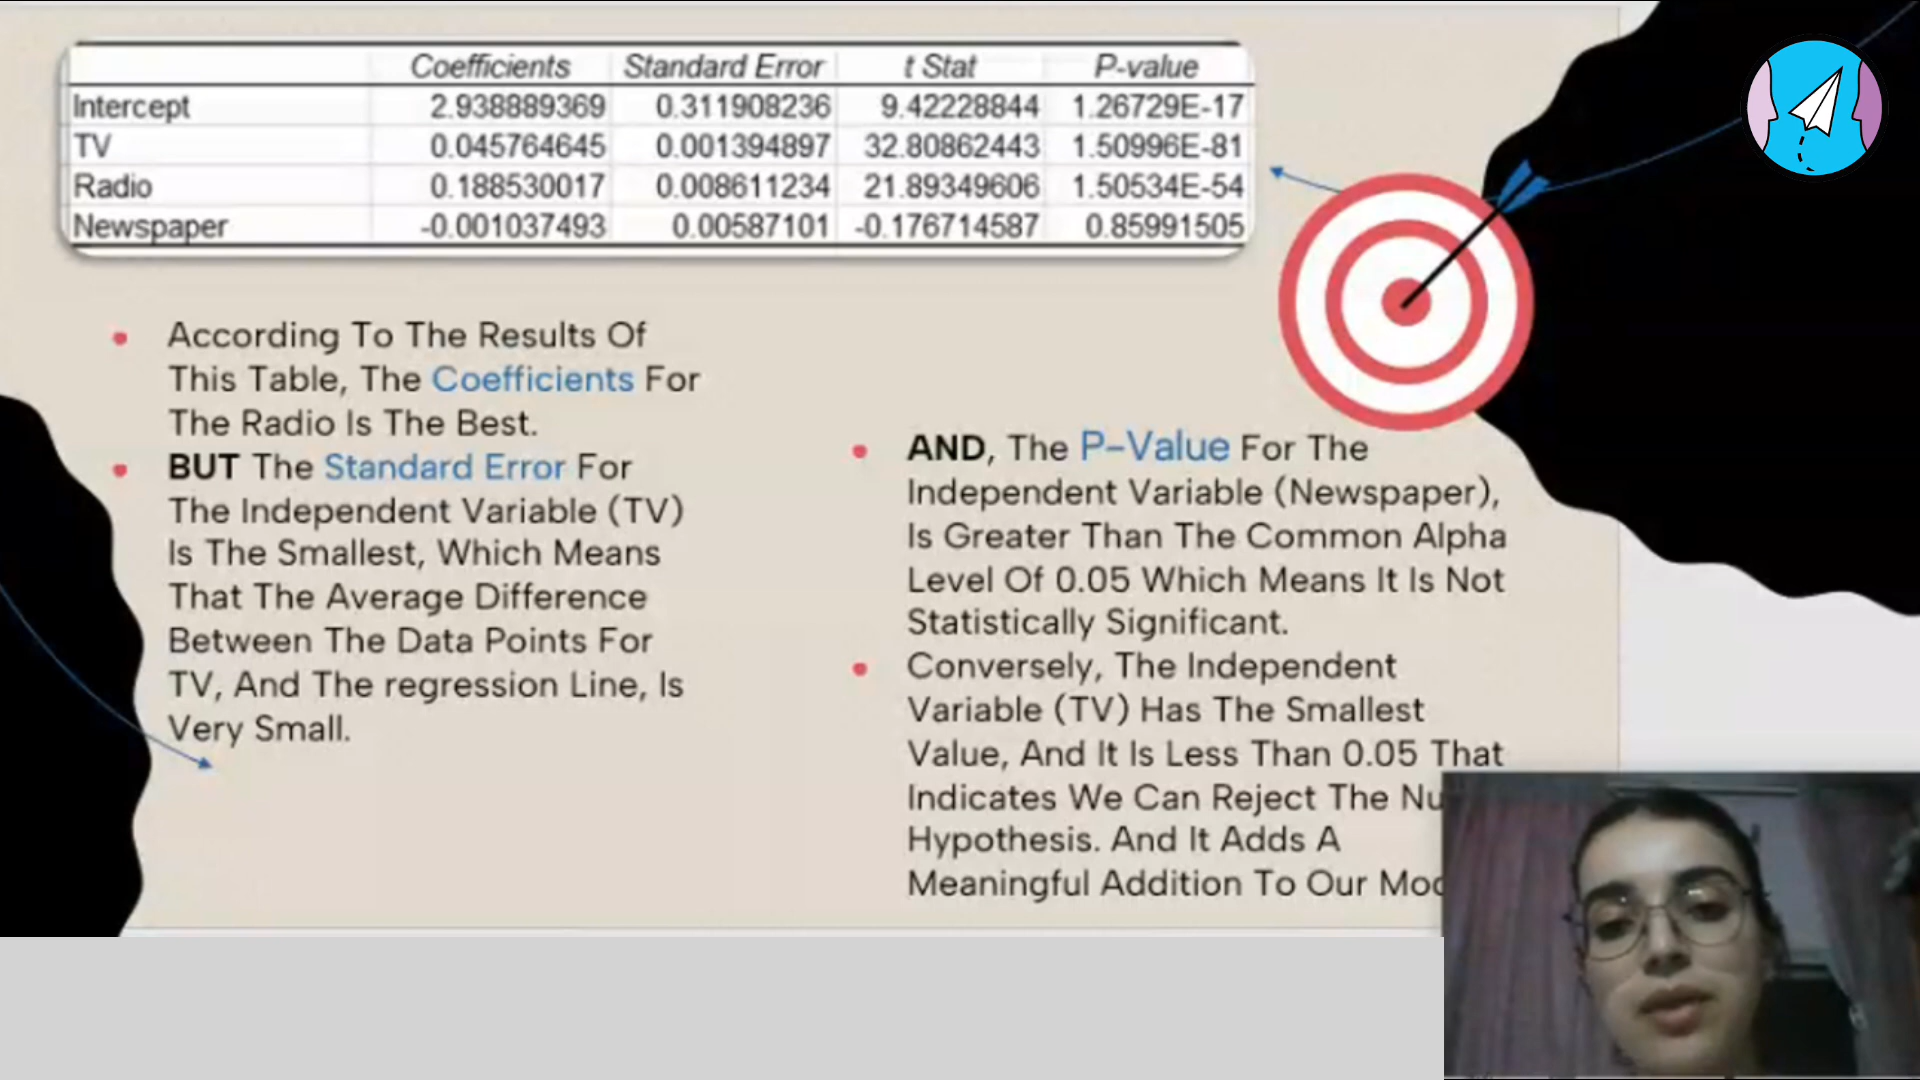 Coefficients Standard Error t Stat P-value
Intercept 2.938889369 0.311908236 9.42228844 1.26729E-17
TV 0.045764645 0.001394897 32.80862443 1.50996E-81
Radio 0.188530017 0.008611234 21.89349606 1.50534E-54
Newspaper -0.001037493 0.00587101 -0.176714587 0.85991505
According To The Results Of
This Table, The Coefficients For
The Radio Is The Best.
BUT The Standard Error For
The Independent Variable (TV)
Is The Smallest, Which Means
That The Average Difference
Between The Data Points For
TV, And The regression Line, Is
Very Small.
AND, The P-Value For The
Independent Variable (Newspaper),
Is Greater Than The Common Alpha
Level Of 0.05 Which Means It Is Not
Statistically Significant.
Conversely, The Independent
Variable (TV) Has The Smallest
Value, And It Is Less Than 0.05 That
Indicates We Can Reject The
Hypothesis. And It Adds A
Meaningful Addition To Our